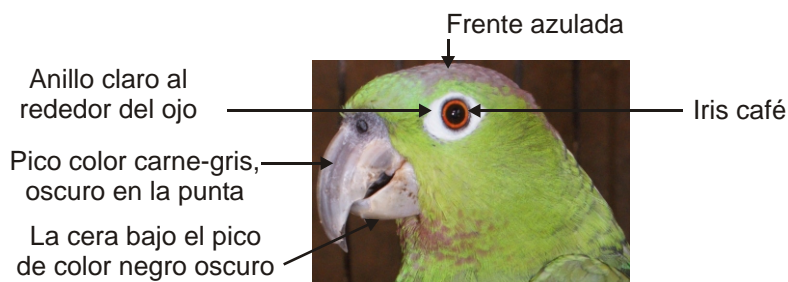 Frente azulada
Anillo claro al
rededor del ojo
Iris café
Pico color carne-gris,
oscuro en la punta
La cera bajo el pico
de color negro oscuro